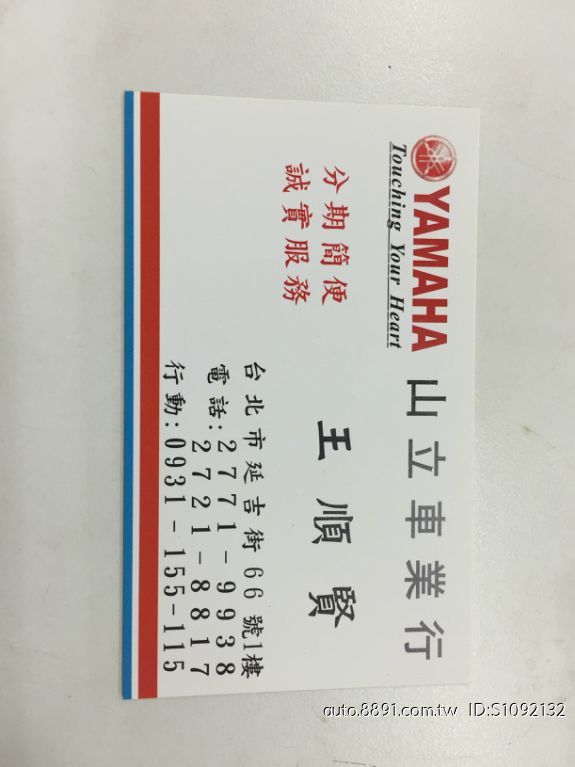 YAMAHA
Touching Your Heart
山立車業行
分期簡便
誠實服務
王順賢
台北市延吉街66號1樓
電話:2771-9938
2721-8817
行動:0931-155-115
auto.8891.com.tw ID:S1092132